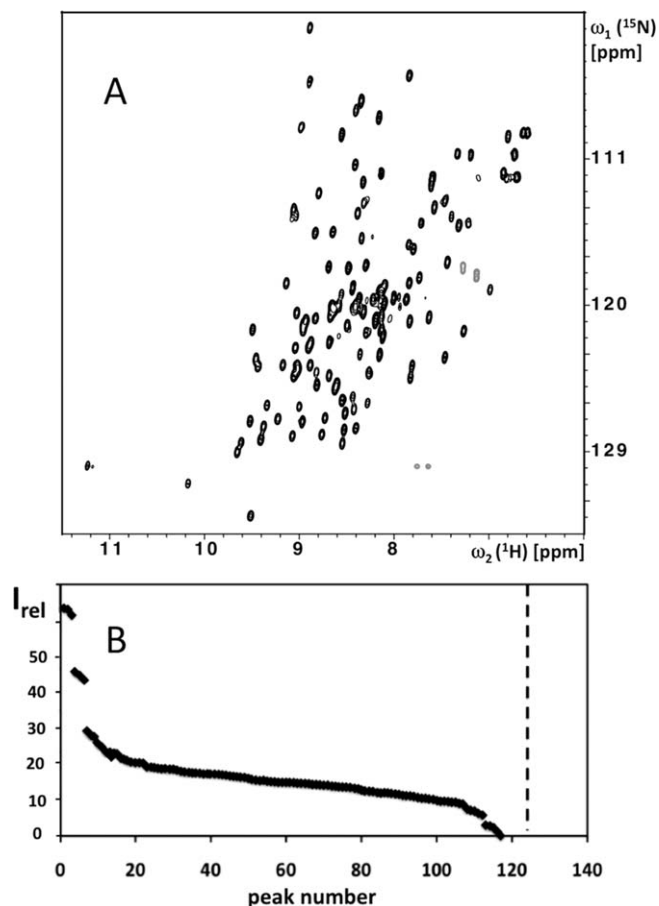 A
ω₁ (¹⁵N)
[ppm]
111
120
129
11 10 9 8 ω₂ (¹H) [ppm]
Irel
B
50
40
30
20
10
0
0 20 40 60 80 100 120 140
peak number